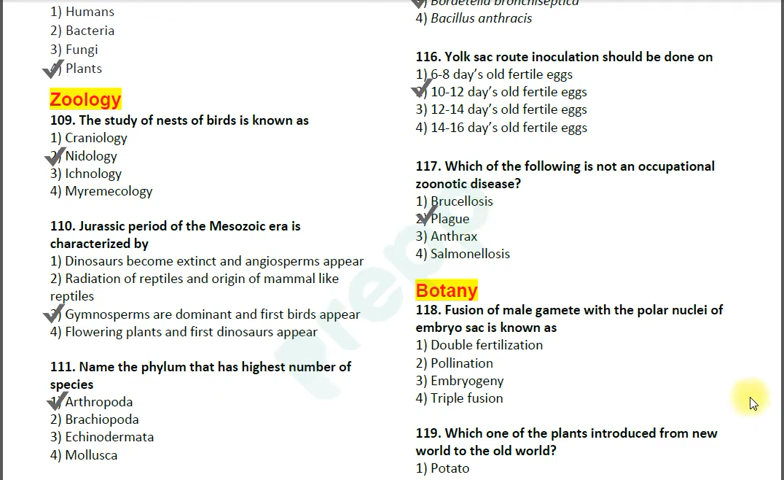 1) Humans
2) Bacteria
3) Fungi
4) Plants
Zoology
109. The study of nests of birds is known as
1) Craniology
2) Nidology
3) Ichnology
4) Myremecology
110. Jurassic period of the Mesozoic era is
characterized by
1) Dinosaurs become extinct and angiosperms appear
2) Radiation of reptiles and origin of mammal like
reptiles
3) Gymnosperms are dominant and first birds appear
4) Flowering plants and first dinosaurs appear
111. Name the phylum that has highest number of
species
1) Arthropoda
2) Brachiopoda
3) Echinodermata
4) Mollusca
Bordetella bronchiseptica
4) Bacillus anthracis
116. Yolk sac route inoculation should be done on
1) 6-8 day's old fertile eggs
2) 10-12 day's old fertile eggs
3) 12-14 day's old fertile eggs
4) 14-16 day's old fertile eggs
117. Which of the following is not an occupational
zoonotic disease?
1) Brucellosis
2) Plague
3) Anthrax
4) Salmonellosis
Botany
118. Fusion of male gamete with the polar nuclei of
embryo sac is known as
1) Double fertilization
2) Pollination
3) Embryogeny
4) Triple fusion
119. Which one of the plants introduced from new
world to the old world?
1) Potato